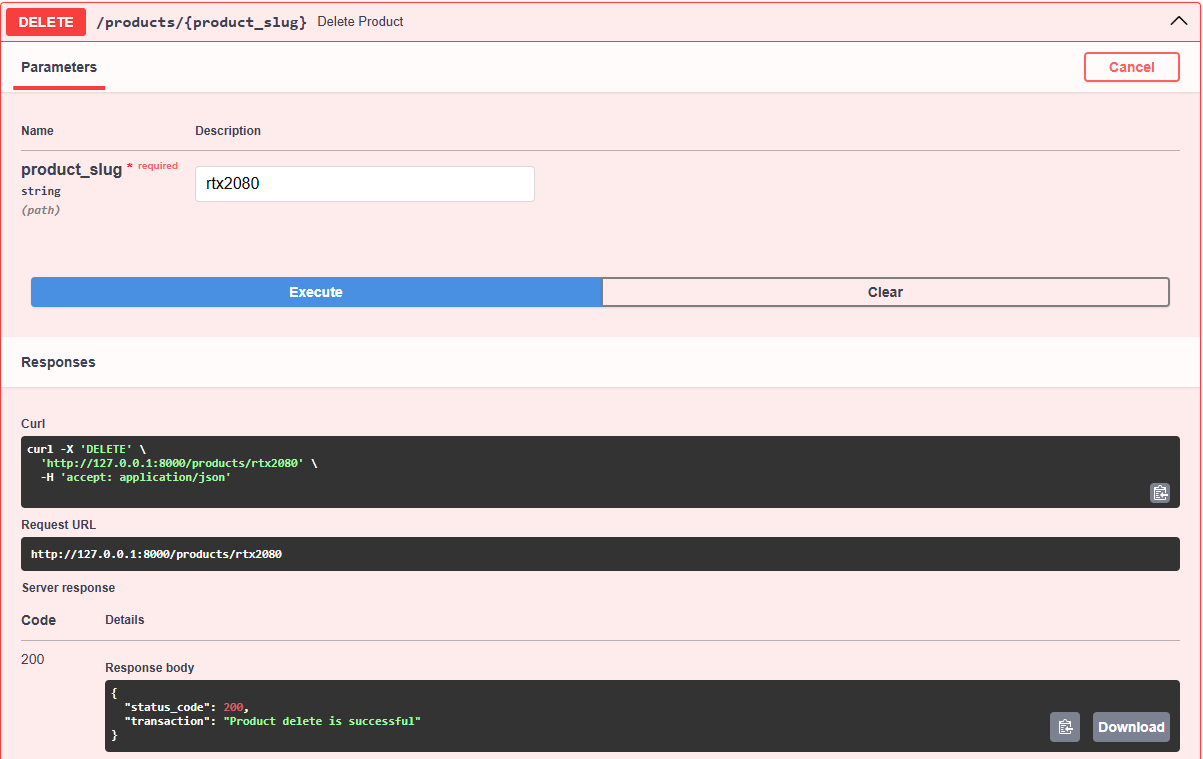 DELETE /products/{product_slug} Delete Product
Parameters
Cancel
Name Description
product_slug * required
string
(path)
rtx2080
Execute Clear
Responses
Curl
curl -X 'DELETE' \
  'http://127.0.0.1:8000/products/rtx2080' \
  -H 'accept: application/json'
Request URL
http://127.0.0.1:8000/products/rtx2080
Server response
Code Details
200
Response body
{
  "status_code": 200,
  "transaction": "Product delete is successful"
}
Download